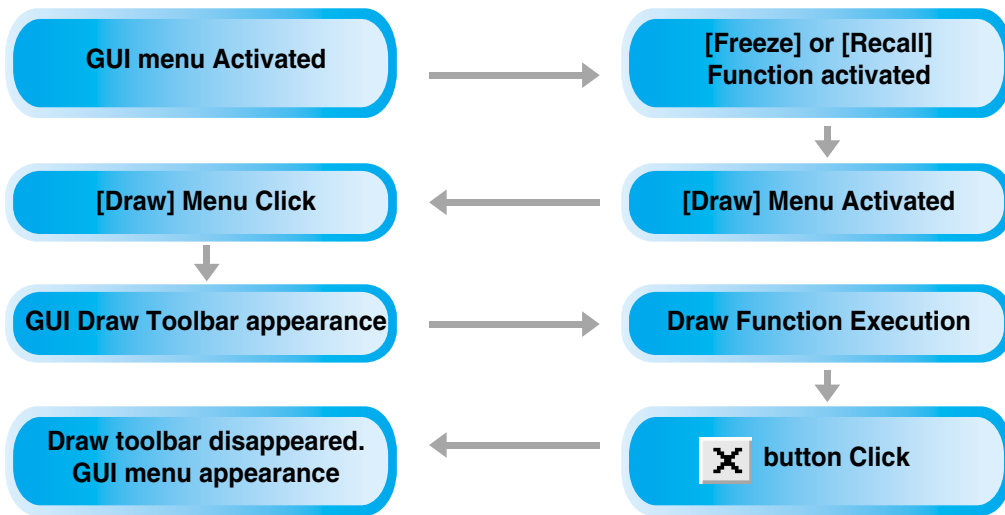 GUI menu Activated
[Freeze] or [Recall]
Function activated
[Draw] Menu Activated
[Draw] Menu Click
GUI Draw Toolbar appearance
Draw Function Execution
X button Click
Draw toolbar disappeared.
GUI menu appearance